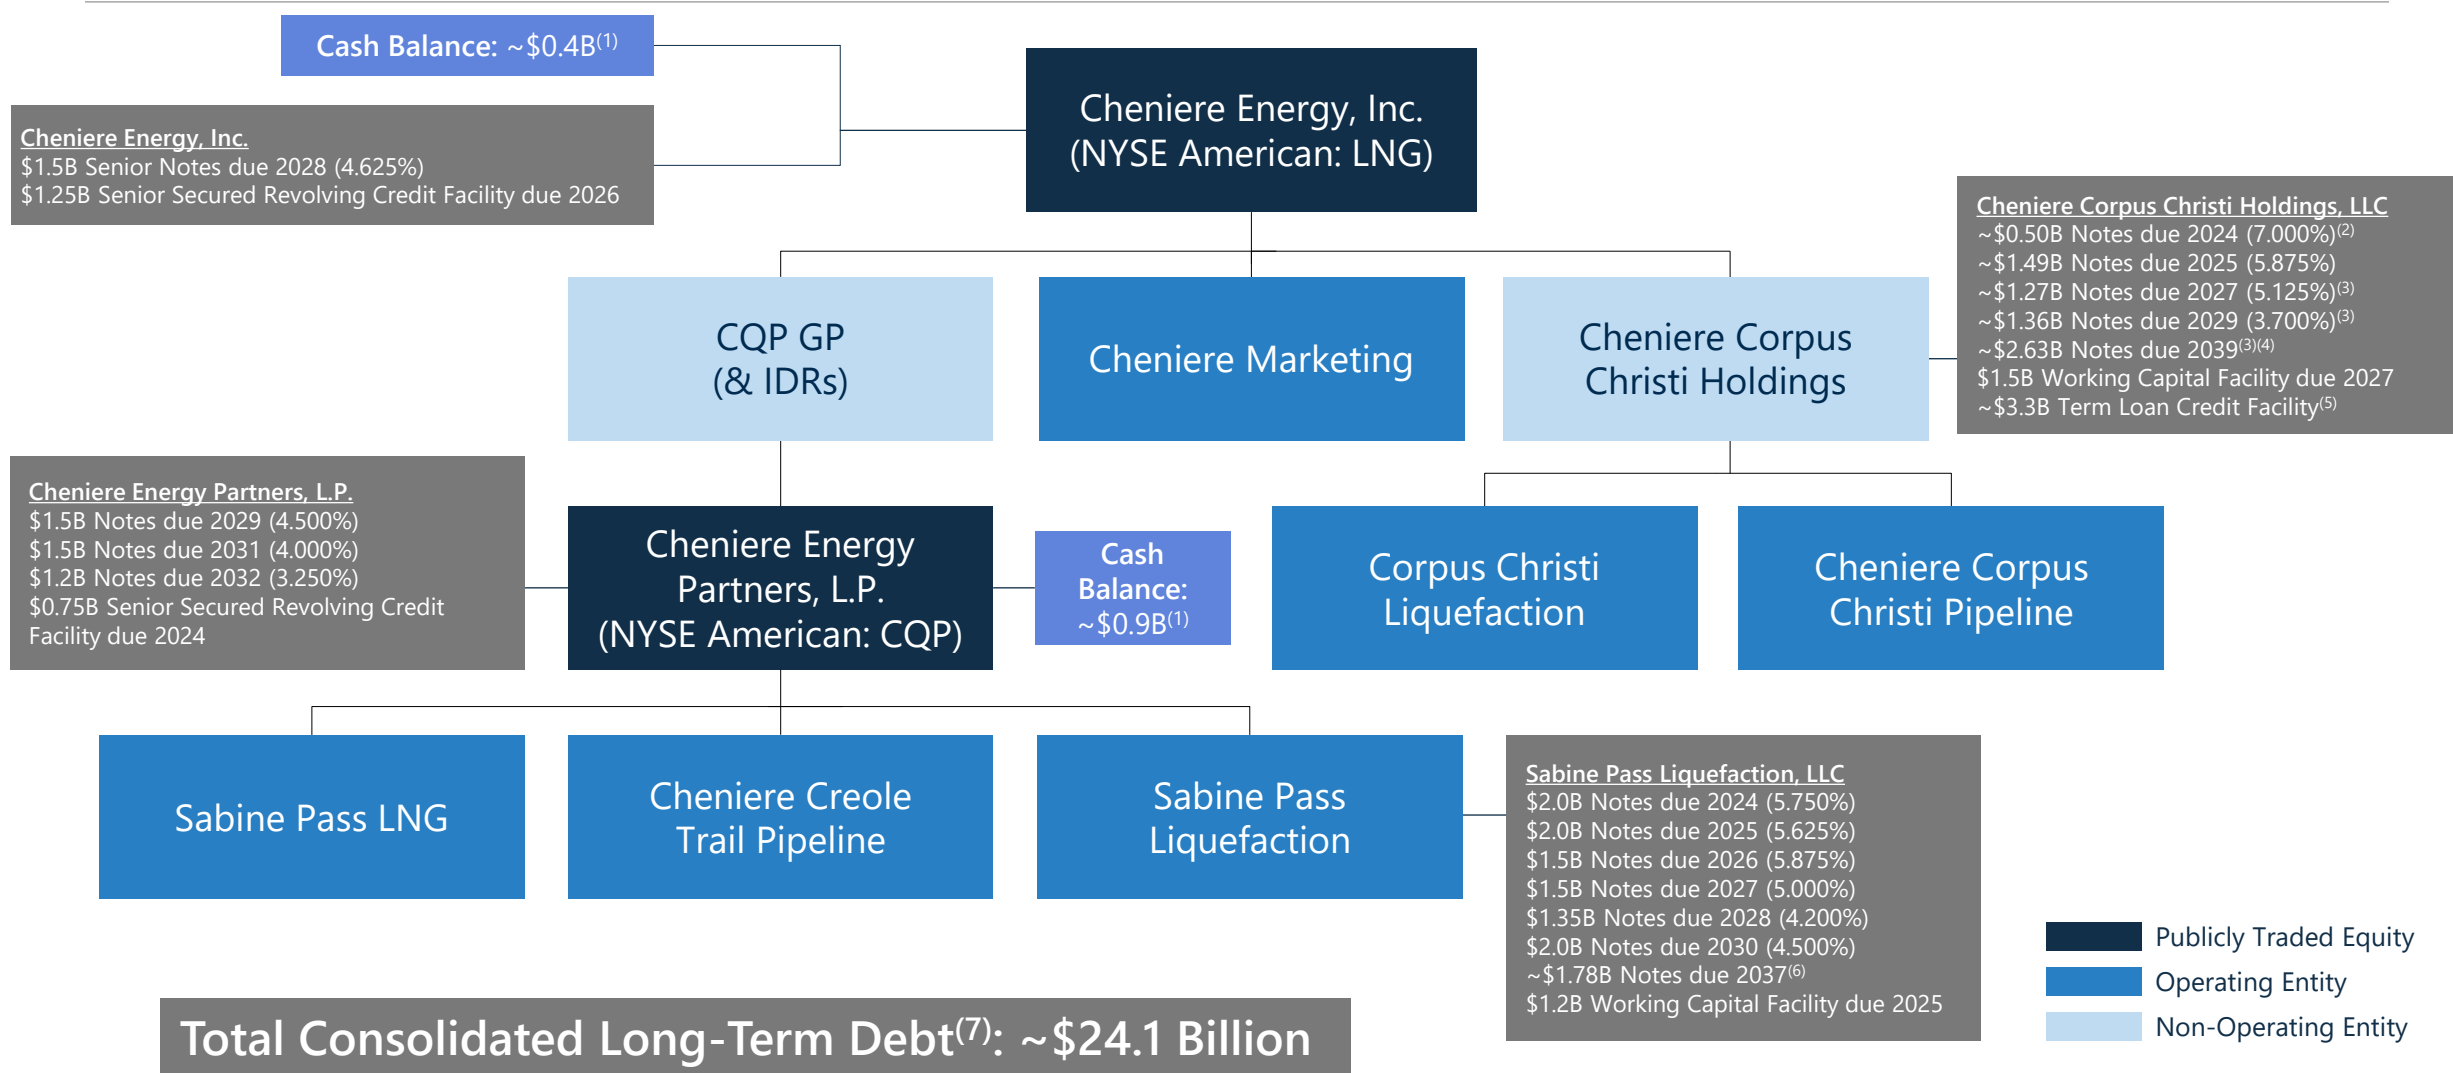 Cash Balance: ~$0.4B(1)
Cheniere Energy, Inc.
(NYSE American: LNG)
Cheniere Energy, Inc.
$1.5B Senior Notes due 2028 (4.625%)
$1.25B Senior Secured Revolving Credit Facility due 2026
Cheniere Corpus Christi Holdings, LLC
~$0.50B Notes due 2024 (7.000%)(2)
~$1.49B Notes due 2025 (5.875%)
~$1.27B Notes due 2027 (5.125%)(3)
~$1.36B Notes due 2029 (3.700%)(3)
~$2.63B Notes due 2039(3)(4)
$1.5B Working Capital Facility due 2027
~$3.3B Term Loan Credit Facility(5)
CQP GP
(& IDRs)
Cheniere Marketing
Cheniere Corpus
Christi Holdings
Cheniere Energy Partners, L.P.
$1.5B Notes due 2029 (4.500%)
$1.5B Notes due 2031 (4.000%)
$1.2B Notes due 2032 (3.250%)
$0.75B Senior Secured Revolving Credit
Facility due 2024
Cheniere Energy
Partners, L.P.
(NYSE American: CQP)
Cash
Balance:
~$0.9B(1)
Corpus Christi
Liquefaction
Cheniere Corpus
Christi Pipeline
Sabine Pass LNG
Cheniere Creole
Trail Pipeline
Sabine Pass
Liquefaction
Sabine Pass Liquefaction, LLC
$2.0B Notes due 2024 (5.750%)
$2.0B Notes due 2025 (5.625%)
$1.5B Notes due 2026 (5.875%)
$1.5B Notes due 2027 (5.000%)
$1.35B Notes due 2028 (4.200%)
$2.0B Notes due 2030 (4.500%)
~$1.78B Notes due 2037(6)
$1.2B Working Capital Facility due 2025
Publicly Traded Equity
Operating Entity
Non-Operating Entity
Total Consolidated Long-Term Debt(7): ~$24.1 Billion